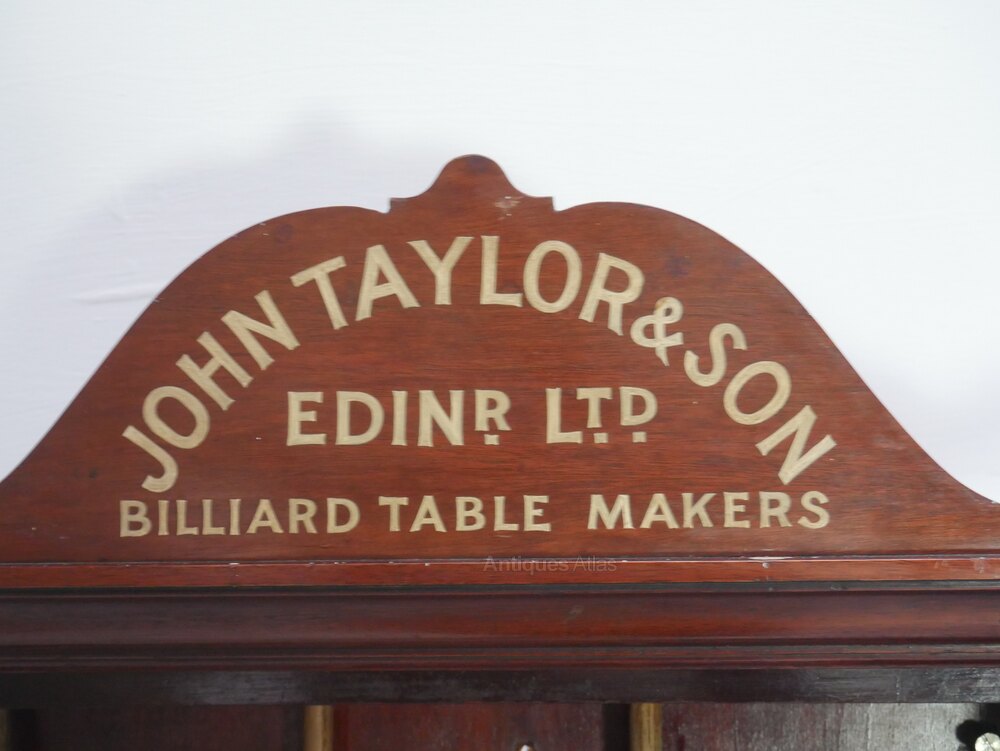 JOHN TAYLOR & SON
EDINR. LTD.
BILLIARD TABLE MAKERS
Antiques Atlas